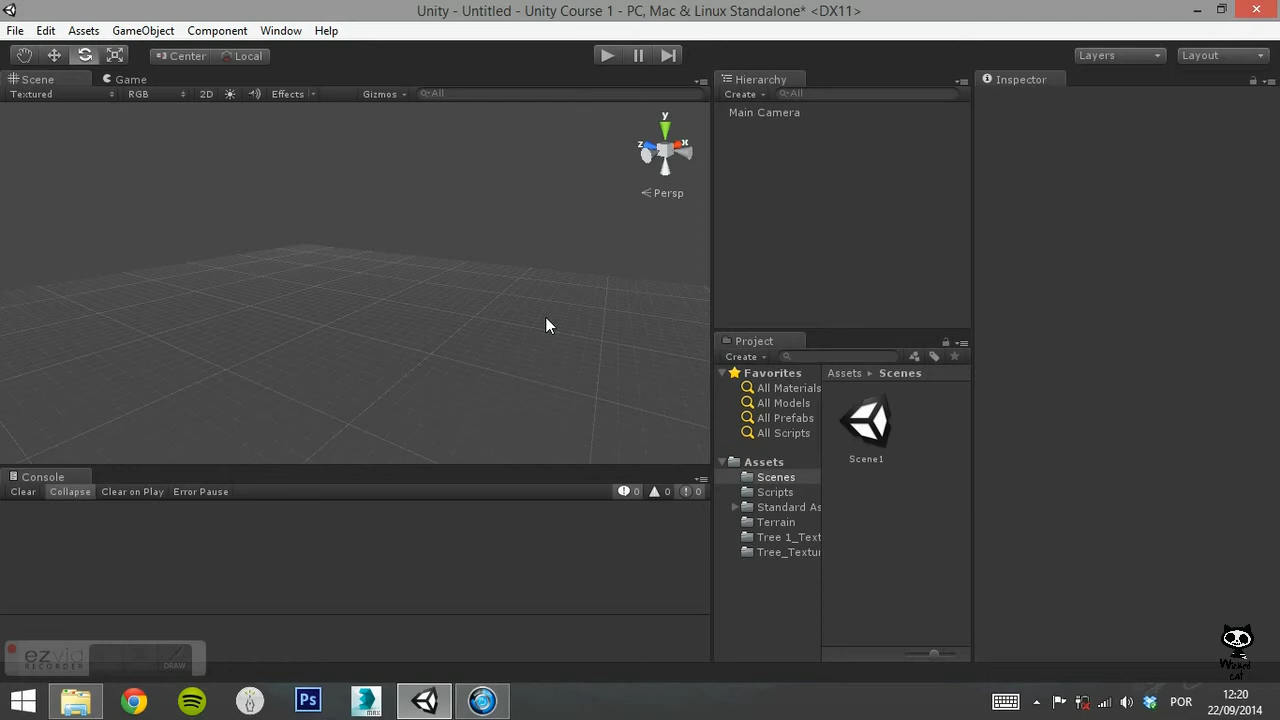 Unity - Untitled - Unity Course 1 - PC, Mac & Linux Standalone* <DX11>
File Edit Assets GameObject Component Window Help
Center Local Layers Layout
Scene Game Hierarchy Inspector
Textured RGB 2D Effects Gizmos All Create All
Main Camera
y
z x
Persp
Project
Create
Favorites
All Materials
All Models
All Prefabs
All Scripts
Assets
Scenes
Scripts
Standard As
Terrain
Tree 1_Text
Tree_Textur
Assets Scenes
Scene1
Console
Clear Collapse Clear on Play Error Pause 0 0 0
ezvid
RECORDER
DRAW
Wicked
cat
Ps
MAX
POR
12:20
22/09/2014